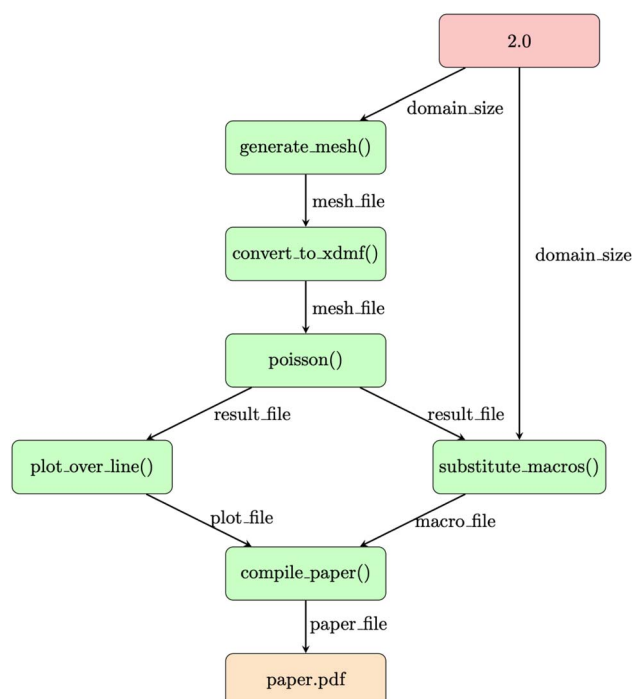 2.0
domain_size
generate_mesh()
mesh_file
convert_to_xdmf()
domain_size
mesh_file
poisson()
result_file
result_file
plot_over_line()
substitute_macros()
plot_file
macro_file
compile_paper()
paper_file
paper.pdf